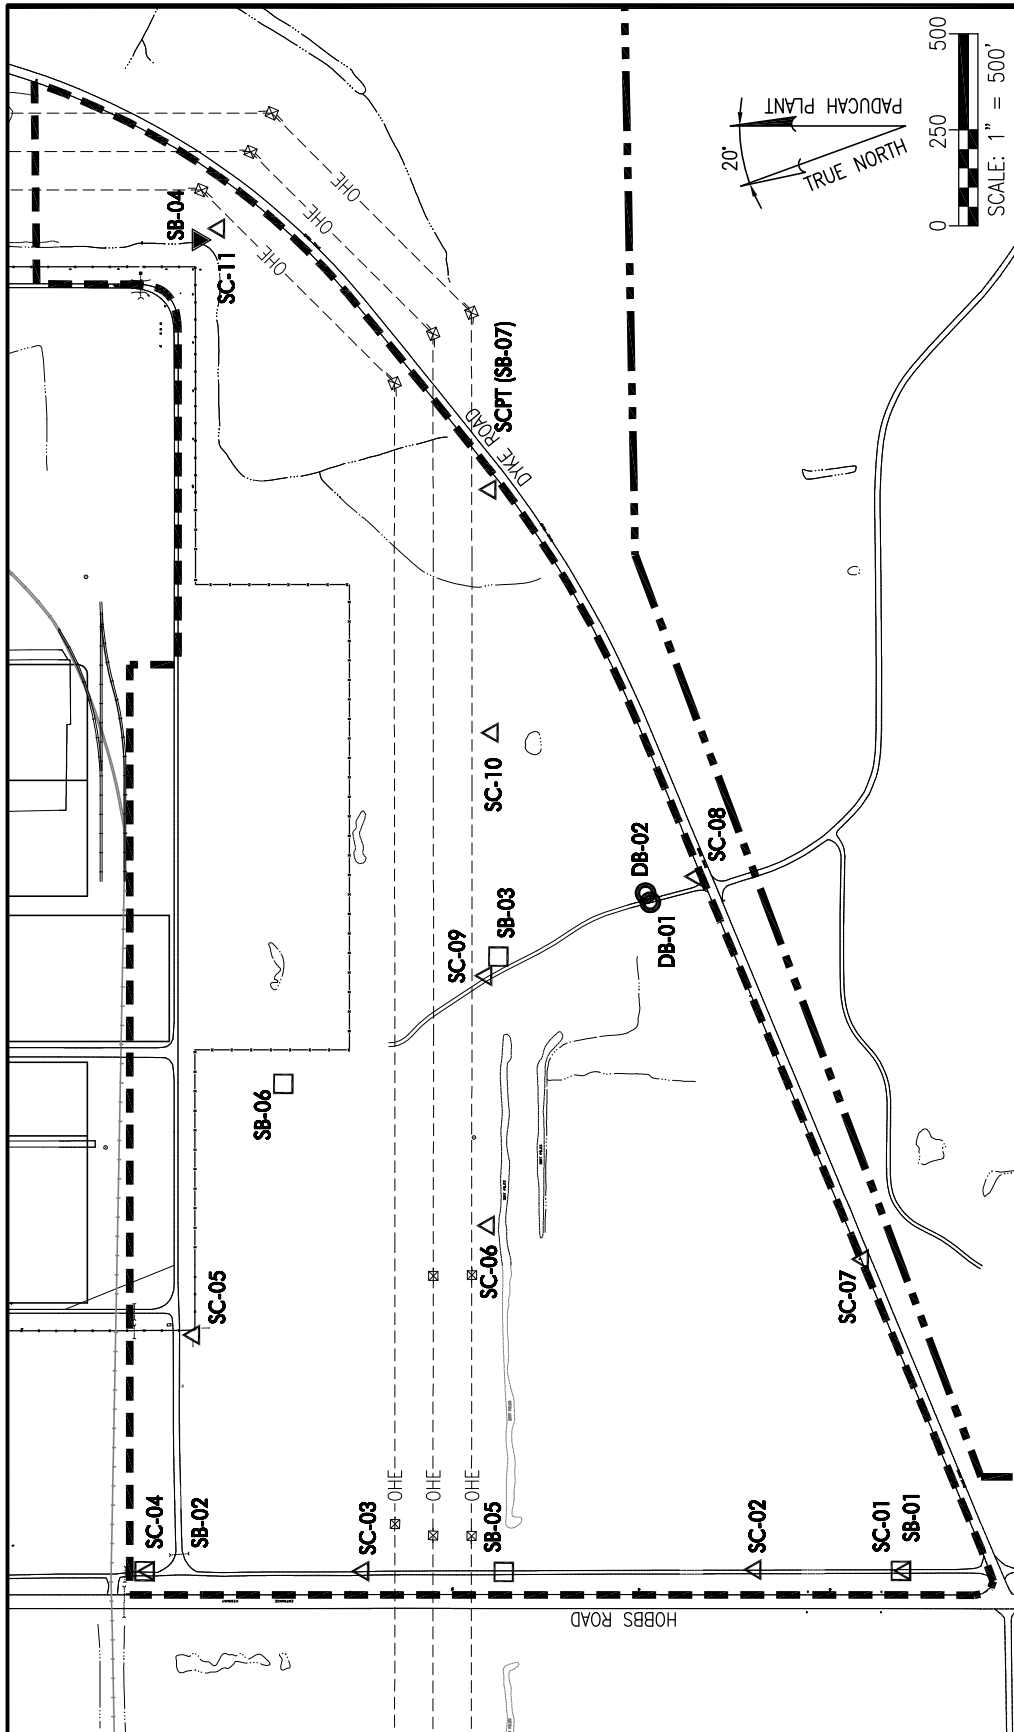 SB-04
SC-11
OHE
OHE
OHE
20°
TRUE NORTH
PADUCAH PLANT
0 250 500
SCALE: 1" = 500'
SCPT (SB-07)
DYKE ROAD
SC-10
SC-08
DB-02
DB-01
SC-09
SB-03
SB-06
SC-06
SC-05
SC-07
SC-04
SB-02
SC-03
OHE
OHE
OHE
SB-05
SC-02
SC-01
SB-01
HOBBS ROAD